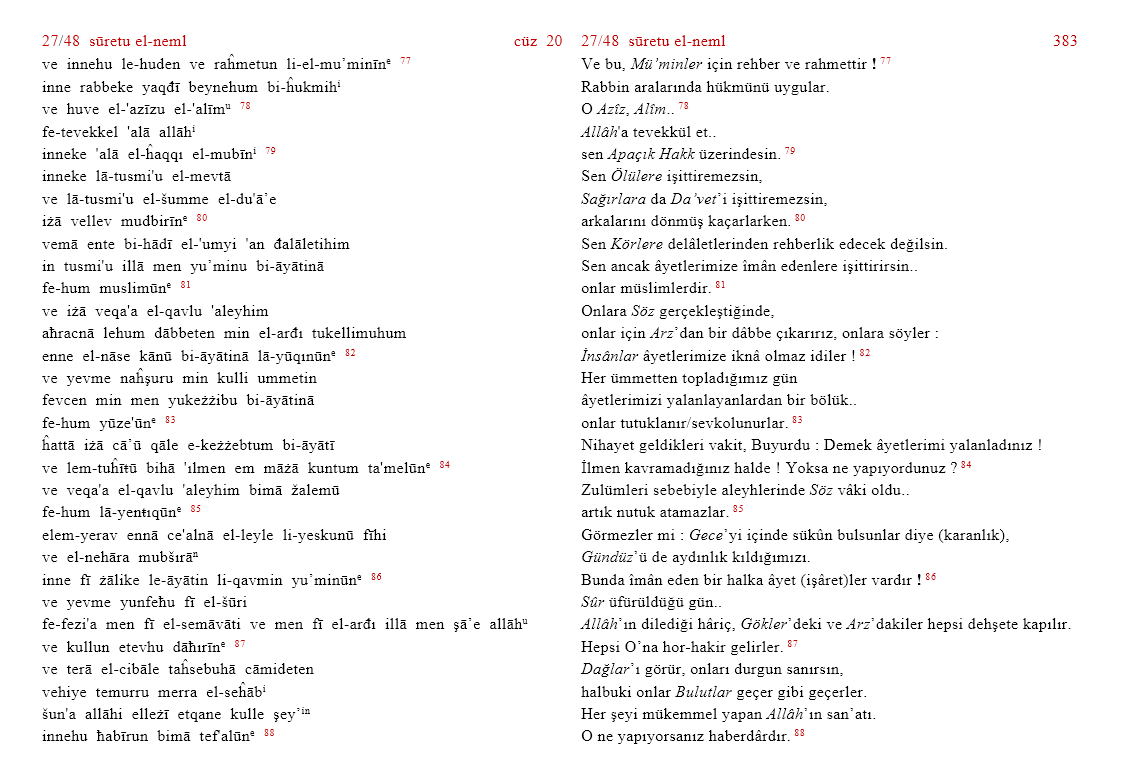 27/48 sūretu el-neml cüz 20
ve innehu le-huden ve raĥmetun li-el-mu’minīnᵉ 77
inne rabbeke yaqđī beynehum bi-ĥukmihⁱ
ve huve el-'azīzu el-'alīmᵘ 78
fe-tevekkel 'alā allāhⁱ
inneke 'alā el-ĥaqqı el-mubīnⁱ 79
inneke lā-tusmi'u el-mevtā
ve lā-tusmi'u el-šumme el-du'ā’e
iżā vellev mudbirīnᵉ 80
vemā ente bi-hādī el-'umyi 'an đalāletihim
in tusmi'u illā men yu’minu bi-āyātinā
fe-hum muslimūnᵉ 81
ve iżā veqa'a el-qavlu 'aleyhim
aħracnā lehum dābbeten min el-arđı tukellimuhum
enne el-nāse kānū bi-āyātinā lā-yūqınūnᵉ 82
ve yevme naĥşuru min kulli ummetin
fevcen min men yukeżżibu bi-āyātinā
fe-hum yūze'ūnᵉ 83
ĥattā iżā cā’ū qāle e-keżżebtum bi-āyātī
ve lem-tuĥīŧū bihā 'ılmen em māżā kuntum ta'melūnᵉ 84
ve veqa'a el-qavlu 'aleyhim bimā žalemū
fe-hum lā-yenŧıqūnᵉ 85
elem-yerav ennā ce'alnā el-leyle li-yeskunū fīhi
ve el-nehāra mubšırāⁿ
inne fī żālike le-āyātin li-qavmin yu’minūnᵉ 86
ve yevme yunfeħu fī el-šūri
fe-fezi'a men fī el-semāvāti ve men fī el-arđı illā men şā’e allāhᵘ
ve kullun etevhu dāħırīnᵉ 87
ve terā el-cibāle taĥsebuhā cāmideten
vehiye temurru merra el-seĥābⁱ
šun'a allāhi elleżī etqane kulle şey’ⁱⁿ
innehu ħabīrun bimā tef'alūnᵉ 88
27/48 sūretu el-neml 383
Ve bu, Mü’minler için rehber ve rahmettir ! 77
Rabbin aralarında hükmünü uygular.
O Azîz, Alîm.. 78
Allâh'a tevekkül et..
sen Apaçık Hakk üzerindesin. 79
Sen Ölülere işittiremezsin,
Sağırlara da Da’vet’i işittiremezsin,
arkalarını dönmüş kaçarlarken. 80
Sen Körlere delâletlerinden rehberlik edecek değilsin.
Sen ancak âyetlerimize îmân edenlere işittirirsin..
onlar müslimlerdir. 81
Onlara Söz gerçekleştiğinde,
onlar için Arz’dan bir dâbbe çıkarırız, onlara söyler :
İnsânlar âyetlerimize iknâ olmaz idiler ! 82
Her ümmetten topladığımız gün
âyetlerimizi yalanlayanlardan bir bölük..
onlar tutuklanır/sevkolunurlar. 83
Nihayet geldikleri vakit, Buyurdu : Demek âyetlerimi yalanladınız !
İlmen kavramadığınız halde ! Yoksa ne yapıyordunuz ? 84
Zulümleri sebebiyle aleyhlerinde Söz vâki oldu..
artık nutuk atamazlar. 85
Görmezler mi : Gece’yi içinde sükûn bulsunlar diye (karanlık),
Gündüz’ü de aydınlık kıldığımızı.
Bunda îmân eden bir halka âyet (işâret)ler vardır ! 86
Sûr üfürüldüğü gün..
Allâh’ın dilediği hâriç, Gökler’deki ve Arz’dakiler hepsi dehşete kapılır.
Hepsi O’na hor-hakir gelirler. 87
Dağlar’ı görür, onları durgun sanırsın,
halbuki onlar Bulutlar geçer gibi geçerler.
Her şeyi mükemmel yapan Allâh’ın san’atı.
O ne yapıyorsanız haberdârdır. 88